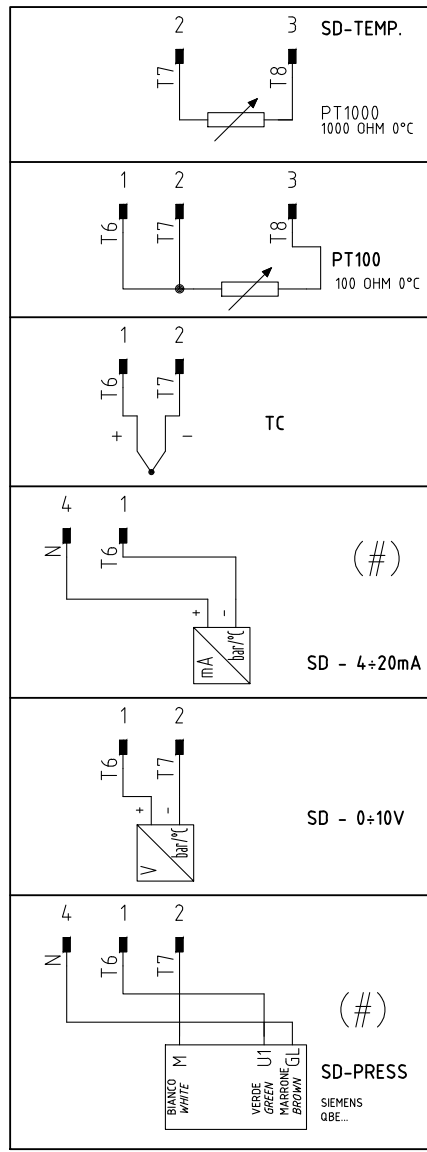 2 3 SD-TEMP.
T7 T8
PT1000
1000 OHM 0°C
1 2 3
T6 T7 T8
PT100
100 OHM 0°C
1 2
T6 T7
+ -
TC
4 1
N T6
(#)
+ -
mA bar/°C
SD - 4÷20mA
1 2
T6 T7
+ -
V bar/°C
SD - 0÷10V
4 1 2
N T6 T7
(#)
M U1 GL
BIANCO VERDE MARRONE
WHITE GREEN BROWN
SD-PRESS
SIEMENS
QBE...